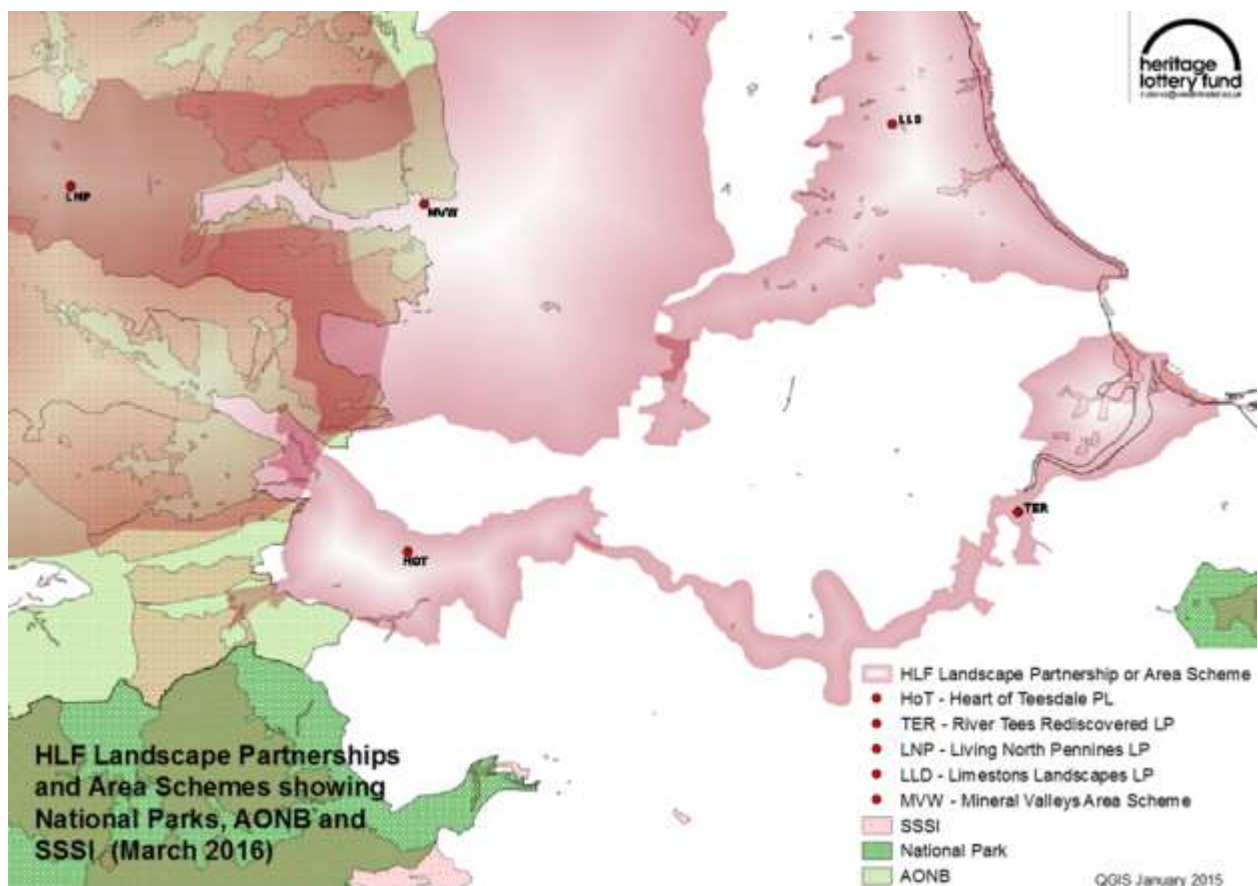 heritage
lottery fund
LLD
LNP
MVW
TER
HoT
HLF Landscape Partnership or Area Scheme
HoT - Heart of Teesdale PL
TER - River Tees Rediscovered LP
LNP - Living North Pennines LP
LLD - Limestons Landscapes LP
MVW - Mineral Valleys Area Scheme
SSSI
National Park
AONB
HLF Landscape Partnerships
and Area Schemes showing
National Parks, AONB and
SSSI (March 2016)
QGIS January 2015